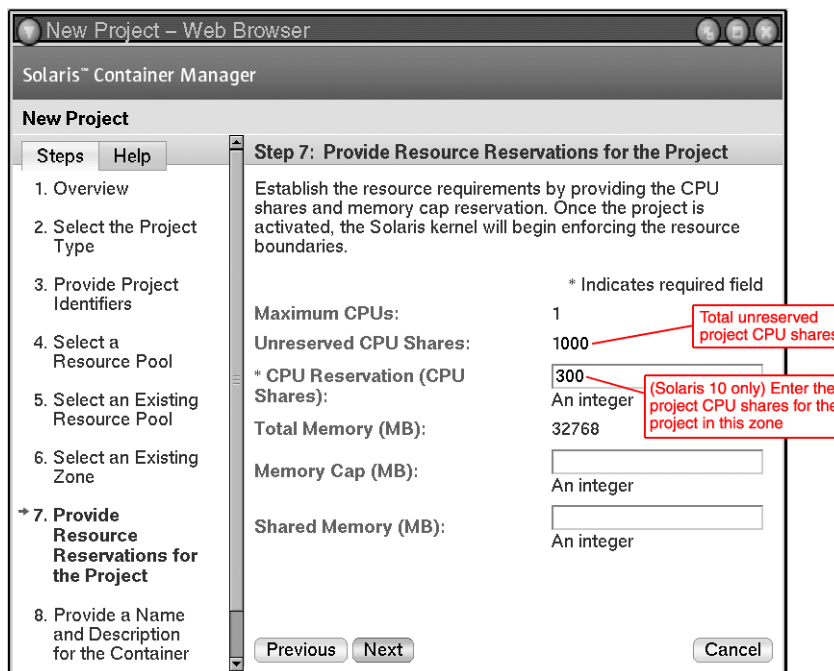 New Project – Web Browser
Solaris™ Container Manager
New Project
Steps
Help
1. Overview
2. Select the Project
Type
3. Provide Project
Identifiers
4. Select a
Resource Pool
5. Select an Existing
Resource Pool
6. Select an Existing
Zone
7. Provide
Resource
Reservations for
the Project
8. Provide a Name
and Description
for the Container
Step 7: Provide Resource Reservations for the Project
Establish the resource requirements by providing the CPU
shares and memory cap reservation. Once the project is
activated, the Solaris kernel will begin enforcing the resource
boundaries.
* Indicates required field
Maximum CPUs:
1
Unreserved CPU Shares:
1000
Total unreserved
project CPU shares
* CPU Reservation (CPU
Shares):
300
An integer
(Solaris 10 only) Enter the
project CPU shares for the
project in this zone
Total Memory (MB):
32768
Memory Cap (MB):
An integer
Shared Memory (MB):
An integer
Previous
Next
Cancel